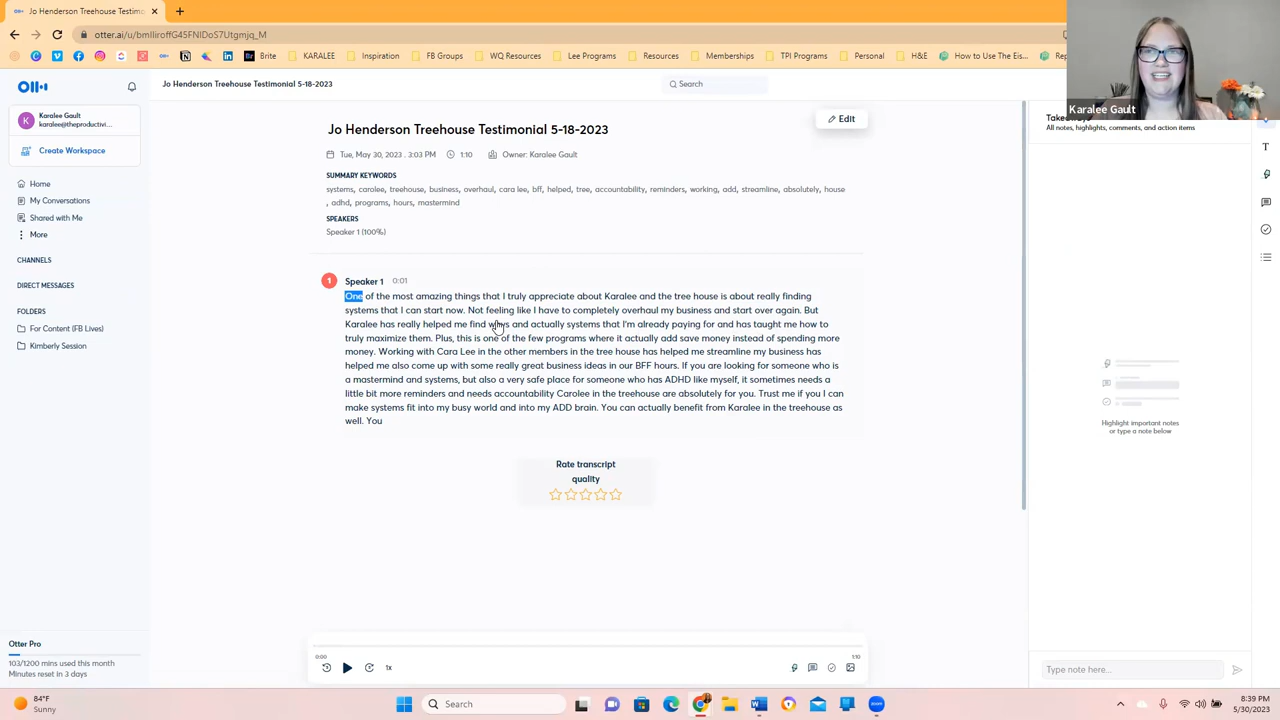 Jo Henderson Treehouse Testimonial 5-18-2023
otter.ai/u/bmIliroffG45FNIDoS7Utgmjq_M
Brite
KARALEE
Inspiration
FB Groups
WQ Resources
Lee Programs
Resources
Memberships
TPI Programs
Personal
H&E
How to Use The Eis...
Karalee Gault
Jo Henderson Treehouse Testimonial 5-18-2023
Search
Karalee Gault
karalee@theproductivi...
Create Workspace
Home
My Conversations
Shared with Me
More
CHANNELS
DIRECT MESSAGES
FOLDERS
For Content (FB Lives)
Kimberly Session
Otter Pro
103/1200 mins used this month
Minutes reset in 3 days
Edit
Jo Henderson Treehouse Testimonial 5-18-2023
Tue, May 30, 2023 . 3:03 PM
1:10
Owner: Karalee Gault
SUMMARY KEYWORDS
systems, carolee, treehouse, business, overhaul, cara lee, bff, helped, tree, accountability, reminders, working, add, streamline, absolutely, house
, adhd, programs, hours, mastermind
SPEAKERS
Speaker 1 (100%)
1
Speaker 1 0:01
One of the most amazing things that I truly appreciate about Karalee and the tree house is about really finding
systems that I can start now. Not feeling like I have to completely overhaul my business and start over again. But
Karalee has really helped me find ways and actually systems that I'm already paying for and has taught me how to
truly maximize them. Plus, this is one of the few programs where it actually add save money instead of spending more
money. Working with Cara Lee in the other members in the tree house has helped me streamline my business has
helped me also come up with some really great business ideas in our BFF hours. If you are looking for someone who is
a mastermind and systems, but also a very safe place for someone who has ADHD like myself, it sometimes needs a
little bit more reminders and needs accountability Carolee in the treehouse are absolutely for you. Trust me if you I can
make systems fit into my busy world and into my ADD brain. You can actually benefit from Karalee in the treehouse as
well. You
Rate transcript
quality
0:00
1:10
1x
All notes, highlights, comments, and action items
Highlight important notes
or type a note below
Type note here...
84°F
Sunny
Search
8:39 PM
5/30/2023